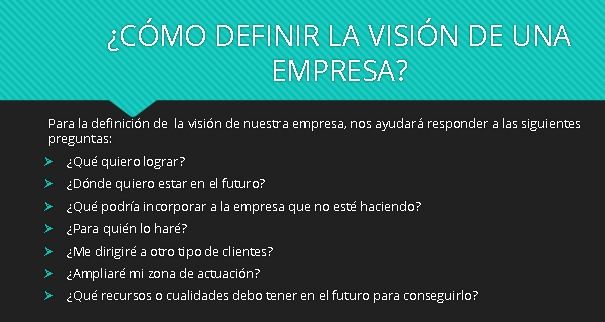 ¿CÓMO DEFINIR LA VISIÓN DE UNA
EMPRESA?
Para la definición de la visión de nuestra empresa, nos ayudará responder a las siguientes
preguntas:
➢ ¿Qué quiero lograr?
➢ ¿Dónde quiero estar en el futuro?
➢ ¿Qué podría incorporar a la empresa que no esté haciendo?
➢ ¿Para quién lo haré?
➢ ¿Me dirigiré a otro tipo de clientes?
➢ ¿Ampliaré mi zona de actuación?
➢ ¿Qué recursos o cualidades debo tener en el futuro para conseguirlo?